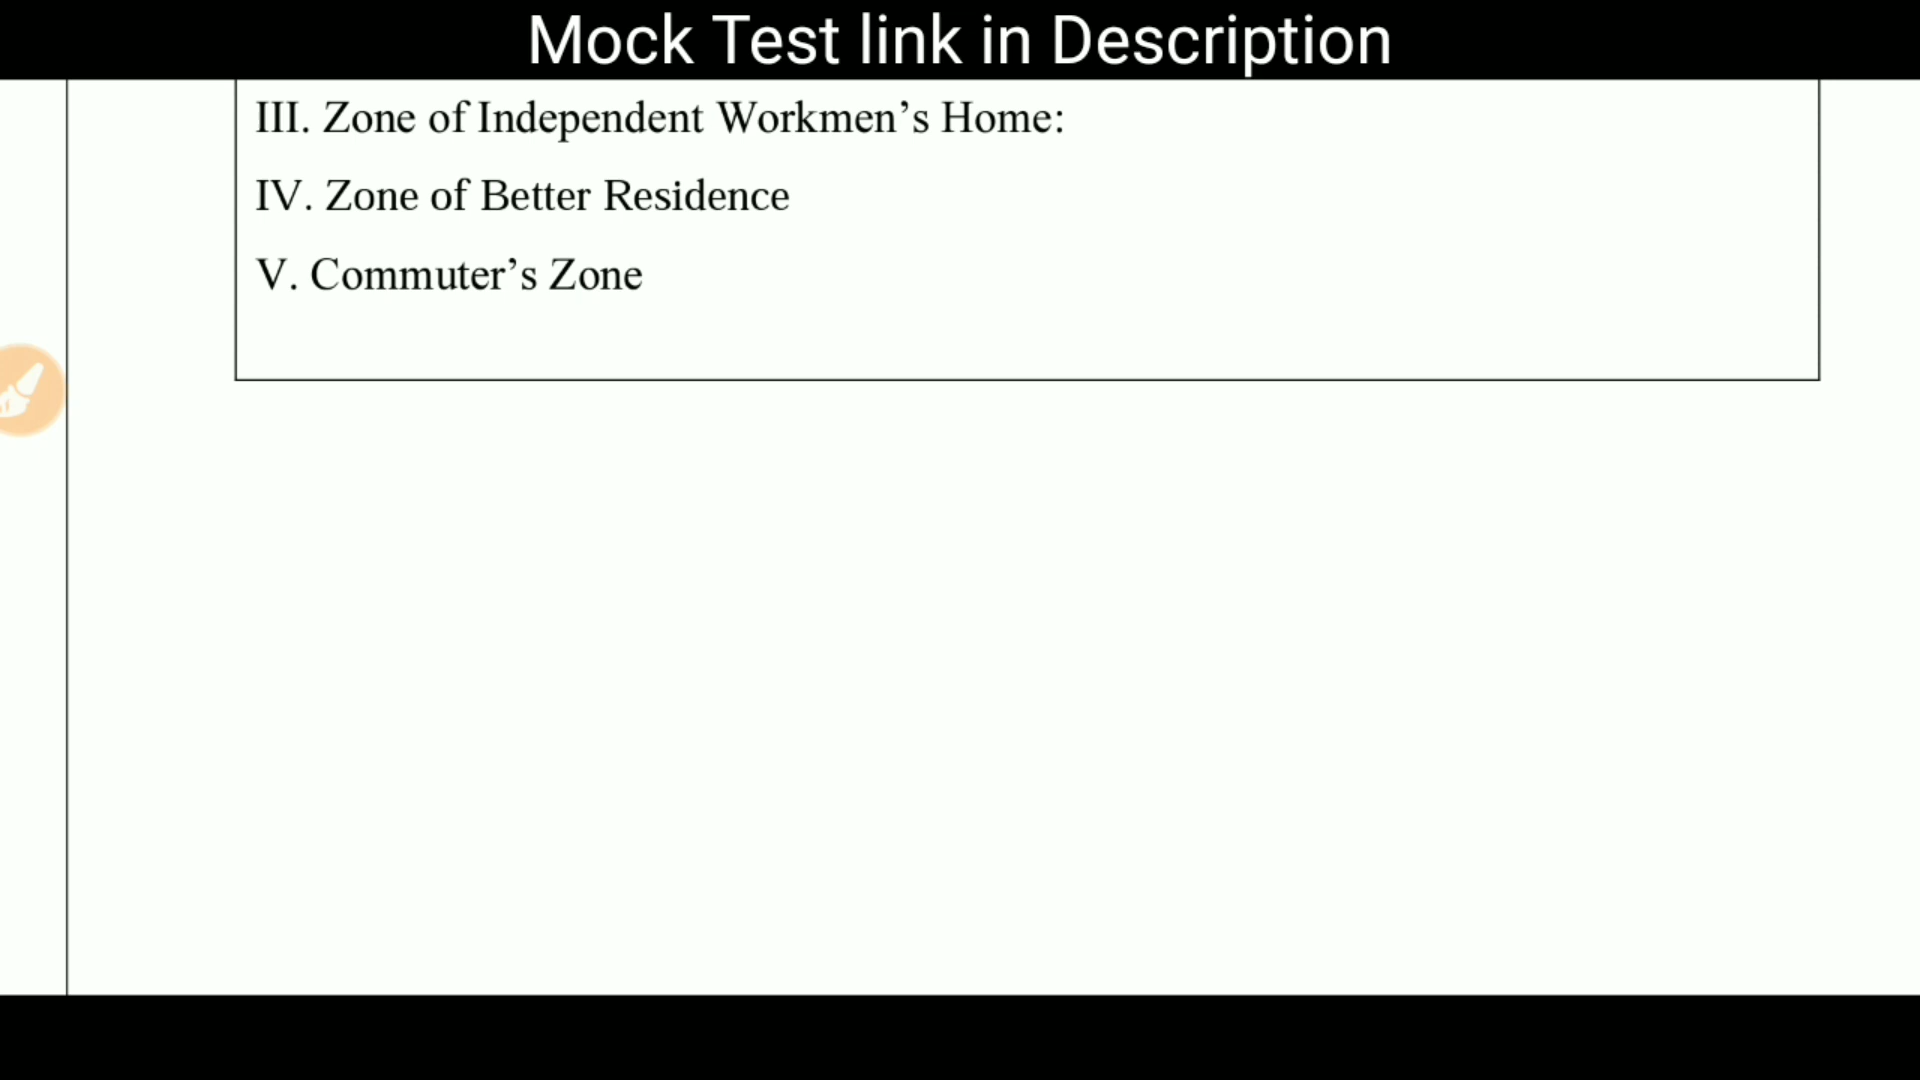 Mock Test link in Description
III. Zone of Independent Workmen’s Home:
IV. Zone of Better Residence
V. Commuter’s Zone